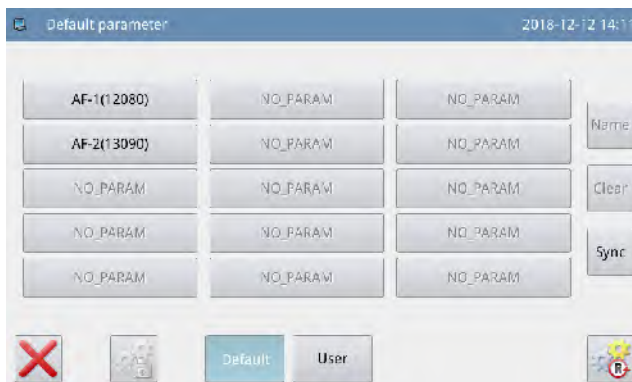 Default parameter 2018-12-12 14:11
AF-1(12080) NO_PARAM NO_PARAM
Name
AF-2(13090) NO_PARAM NO_PARAM
NO_PARAM NO_PARAM NO_PARAM
Clear
NO_PARAM NO_PARAM NO_PARAM
Sync
NO_PARAM NO_PARAM NO_PARAM
Default User
R